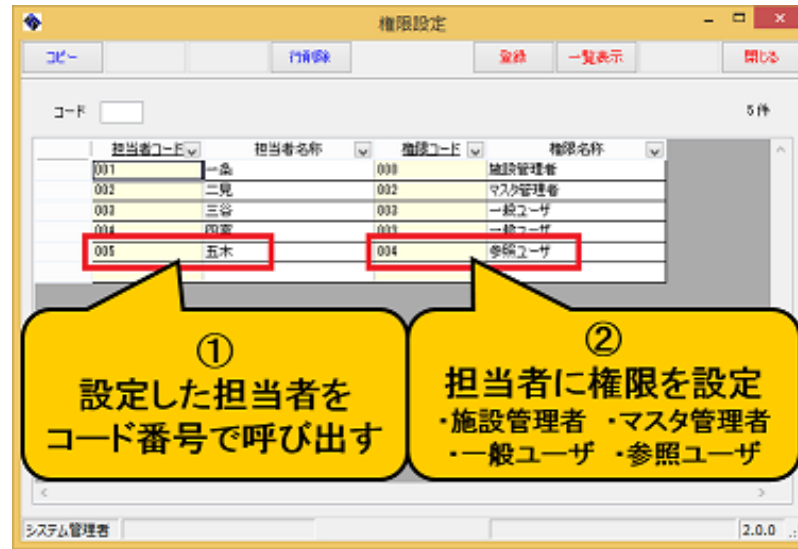 権限設定
コピー 行削除 登録 一覧表示 閉じる
コード 5件
担当者コード 担当者名称 権限コード 権限名称
001 一条 000 施設管理者
002 二見 002 マスタ管理者
003 三谷 003 一般ユーザ
004 四宮 003 一般ユーザ
005 五木 004 参照ユーザ
①
設定した担当者を
コード番号で呼び出す
②
担当者に権限を設定
・施設管理者 ・マスタ管理者
・一般ユーザ ・参照ユーザ
システム管理者 2.0.0